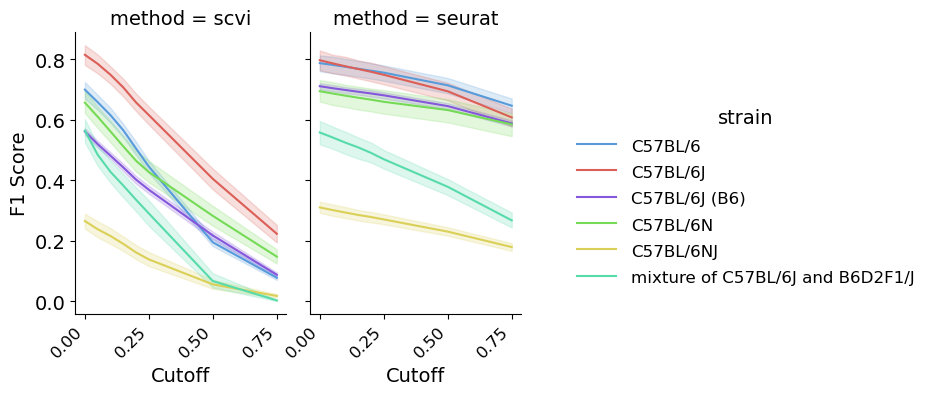 method = scvi
method = seurat
F1 Score
0.8
0.6
0.4
0.2
0.0
0.00
0.25
0.50
0.75
Cutoff
0.00
0.25
0.50
0.75
Cutoff
strain
C57BL/6
C57BL/6J
C57BL/6J (B6)
C57BL/6N
C57BL/6NJ
mixture of C57BL/6J and B6D2F1/J